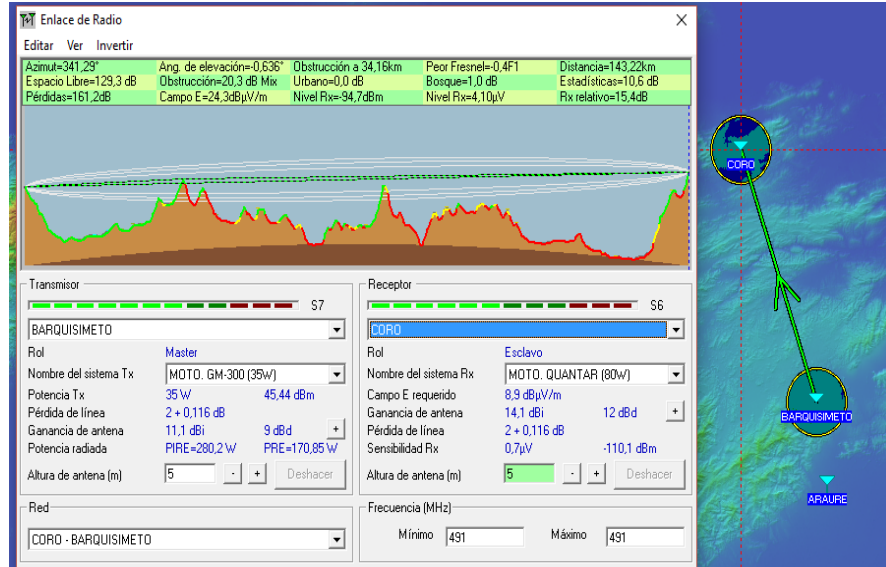 Enlace de Radio
Editar Ver Invertir
Azimut=341,29° Ang. de elevación=-0,636° Obstrucción a 34,16km Peor Fresnel=-0,4F1 Distancia=143,22km
Espacio Libre=129,3 dB Obstrucción=20,3 dB Mix Urbano=0,0 dB Bosque=1,0 dB Estadísticas=10,6 dB
Pérdidas=161,2dB Campo E=24,3dBµV/m Nivel Rx=-94,7dBm Nivel Rx=4,10µV Rx relativo=15,4dB
Transmisor Receptor
S7 S6
BARQUISIMETO CORO
Rol Master Rol Esclavo
Nombre del sistema Tx MOTO. GM-300 (35W) Nombre del sistema Rx MOTO. QUANTAR (80W)
Potencia Tx 35 W 45,44 dBm Campo E requerido 8,9 dBµV/m
Pérdida de línea 2 + 0,116 dB Ganancia de antena 14,1 dBi 12 dBd +
Ganancia de antena 11,1 dBi 9 dBd + Pérdida de línea 2 + 0,116 dB
Potencia radiada PIRE=280,2 W PRE=170,85 W Sensibilidad Rx 0,7µV -110,1 dBm
Altura de antena (m) 5 - + Deshacer Altura de antena (m) 5 - + Deshacer
Red Frecuencia (MHz)
CORO - BARQUISIMETO Mínimo 491 Máximo 491
CORO
BARQUISIMETO
ARAURE